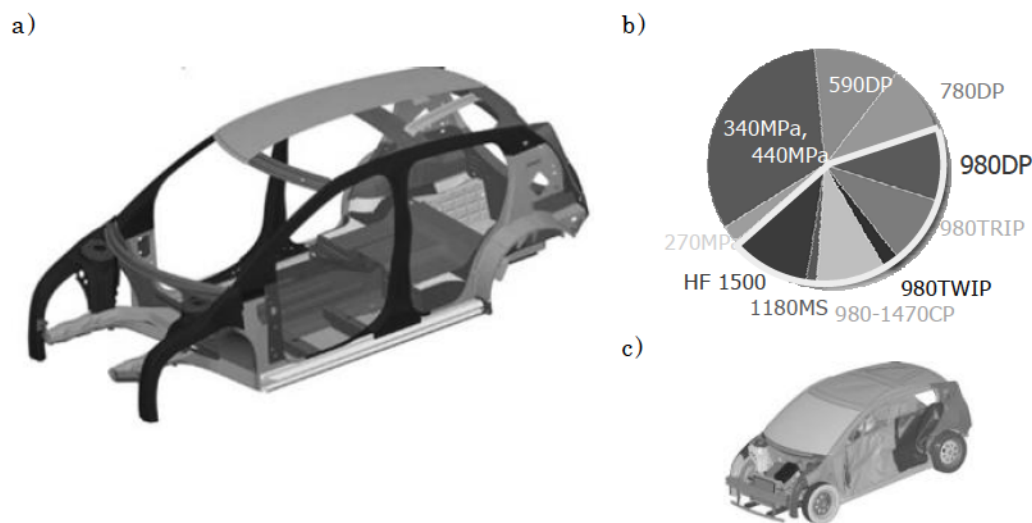 a)
b)
590DP
780DP
340MPa,
440MPa
980DP
980TRIP
270MPa
HF 1500
980TWIP
1180MS
980-1470CP
c)